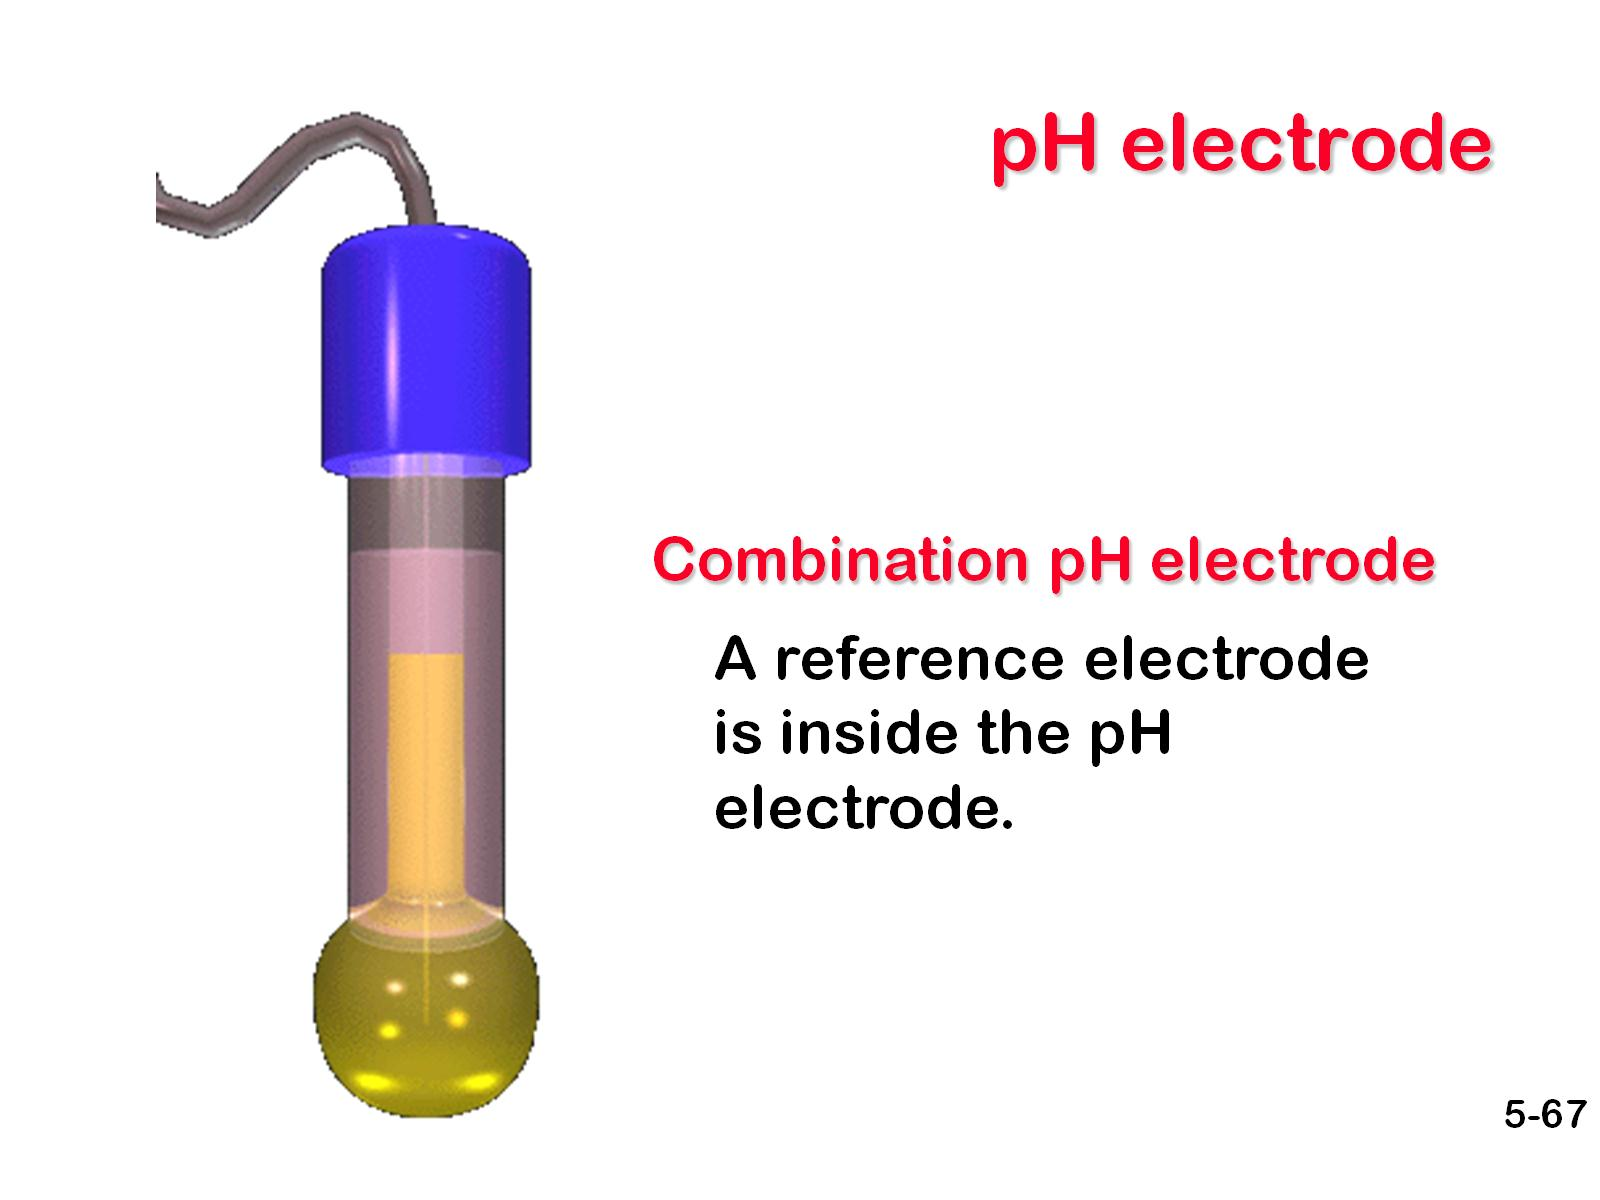 pH electrode
Combination pH electrode
A reference electrode
is inside the pH
electrode.
5-67